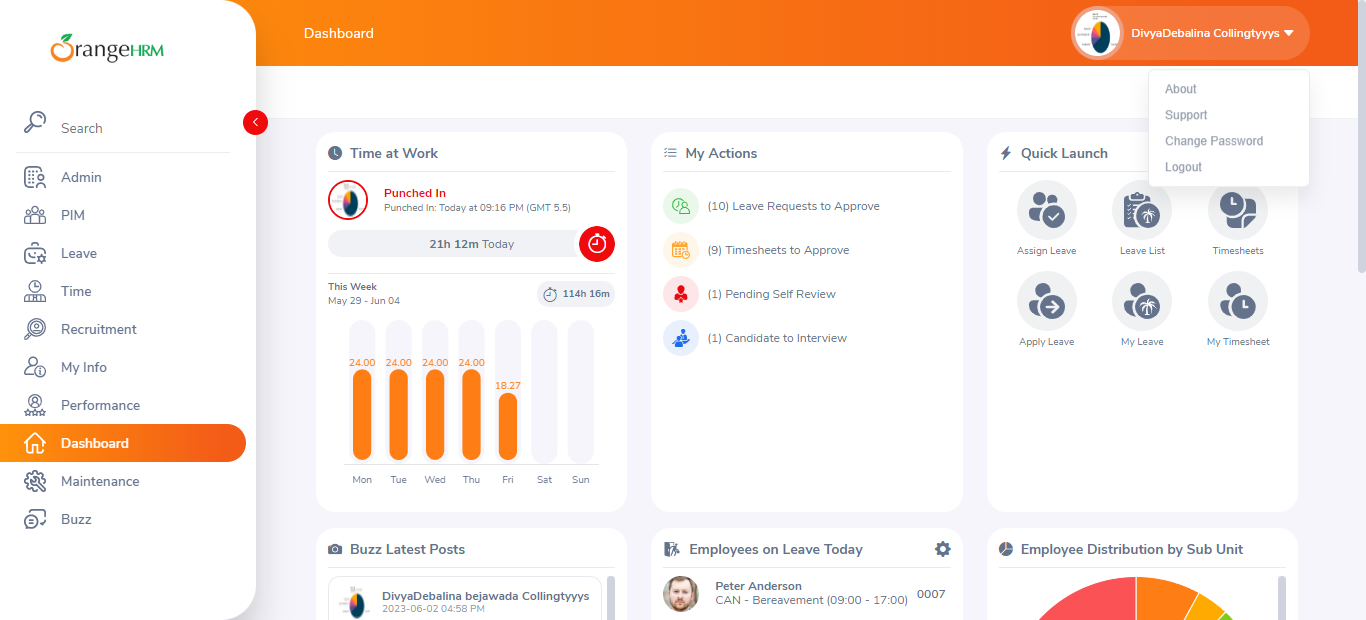 OrangeHRM
Search
Admin
PIM
Leave
Time
Recruitment
My Info
Performance
Dashboard
Maintenance
Buzz
Dashboard
DivyaDebalina Collingtyyys
About
Support
Change Password
Logout
Time at Work
Punched In
Punched In: Today at 09:16 PM (GMT 5.5)
21h 12m Today
This Week
May 29 - Jun 04
114h 16m
24.00 24.00 24.00 24.00
18.27
Mon Tue Wed Thu Fri Sat Sun
My Actions
(10) Leave Requests to Approve
(9) Timesheets to Approve
(1) Pending Self Review
(1) Candidate to Interview
Quick Launch
Assign Leave Leave List Timesheets
Apply Leave My Leave My Timesheet
Buzz Latest Posts
DivyaDebalina bejawada Collingtyyys
2023-06-02 04:58 PM
Employees on Leave Today
Peter Anderson
CAN - Bereavement (09:00 - 17:00) 0007
Employee Distribution by Sub Unit